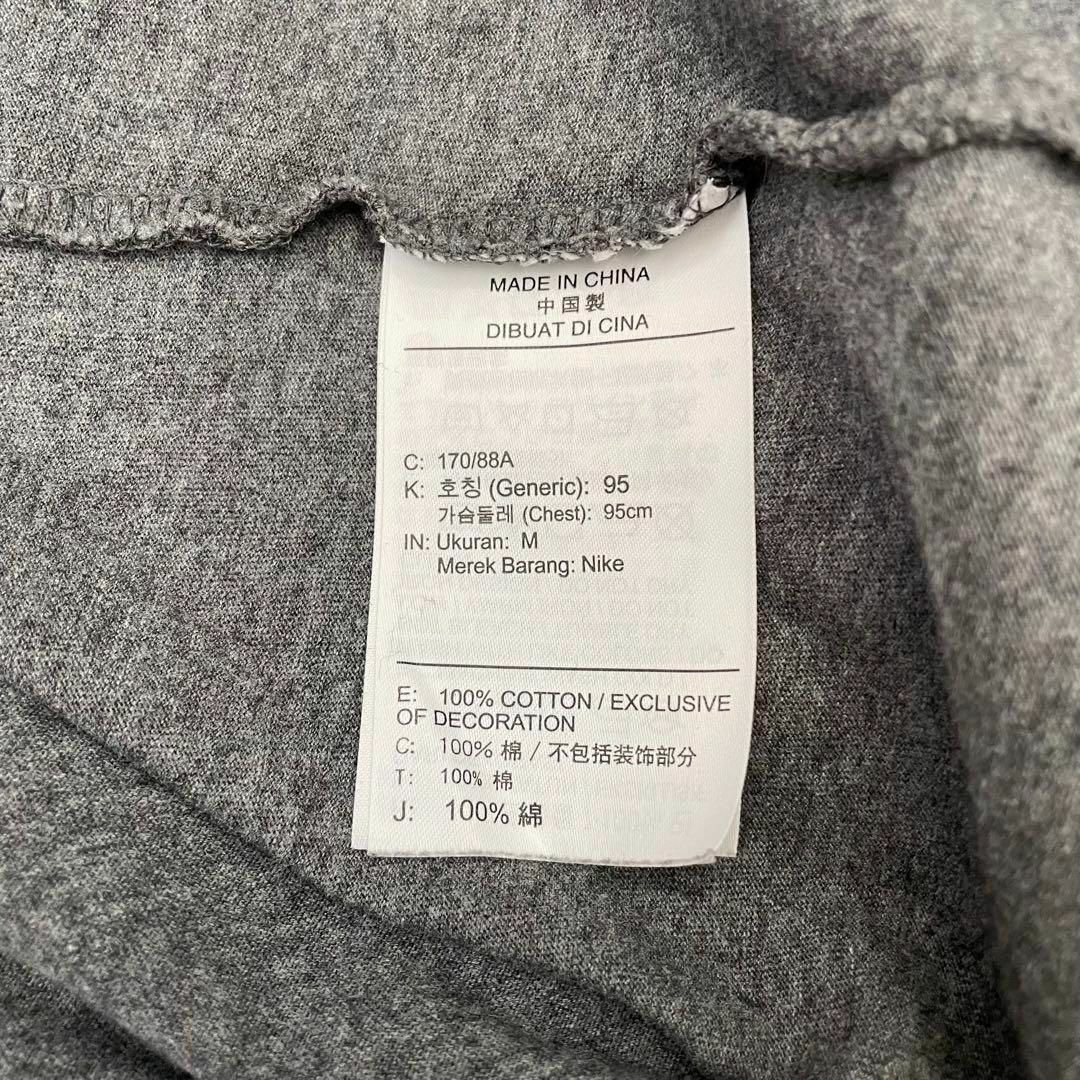 MADE IN CHINA
中国製
DIBUAT DI CINA
C: 170/88A
K: 호칭 (Generic): 95
가슴둘레 (Chest): 95cm
IN: Ukuran: M
Merek Barang: Nike
E: 100% COTTON / EXCLUSIVE
OF DECORATION
C: 100% 棉 / 不包括装饰部分
T: 100% 棉
J: 100% 綿